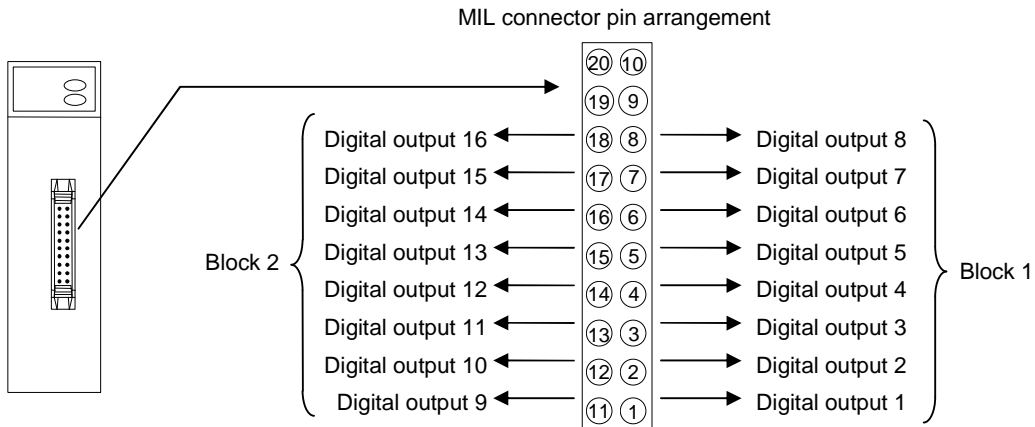 MIL connector pin arrangement
20 10
19 9
Digital output 16 18 8 Digital output 8
Digital output 15 17 7 Digital output 7
Digital output 14 16 6 Digital output 6
Digital output 13 15 5 Digital output 5
Block 2 Block 1
Digital output 12 14 4 Digital output 4
Digital output 11 13 3 Digital output 3
Digital output 10 12 2 Digital output 2
Digital output 9 11 1 Digital output 1